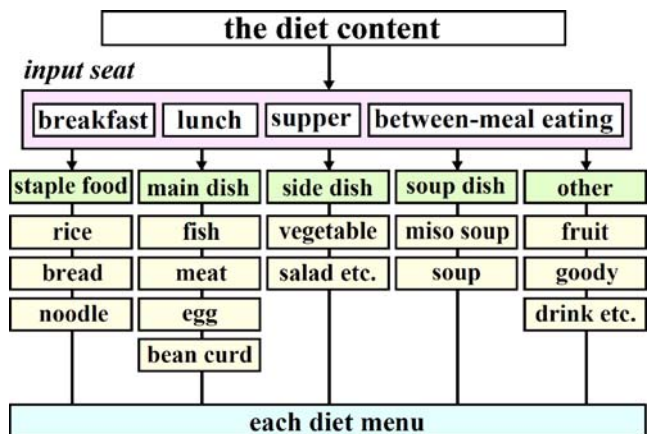 the diet content
input seat
breakfast lunch supper between-meal eating
staple food main dish side dish soup dish other
rice fish vegetable miso soup fruit
bread meat salad etc. soup goody
noodle egg drink etc.
bean curd
each diet menu